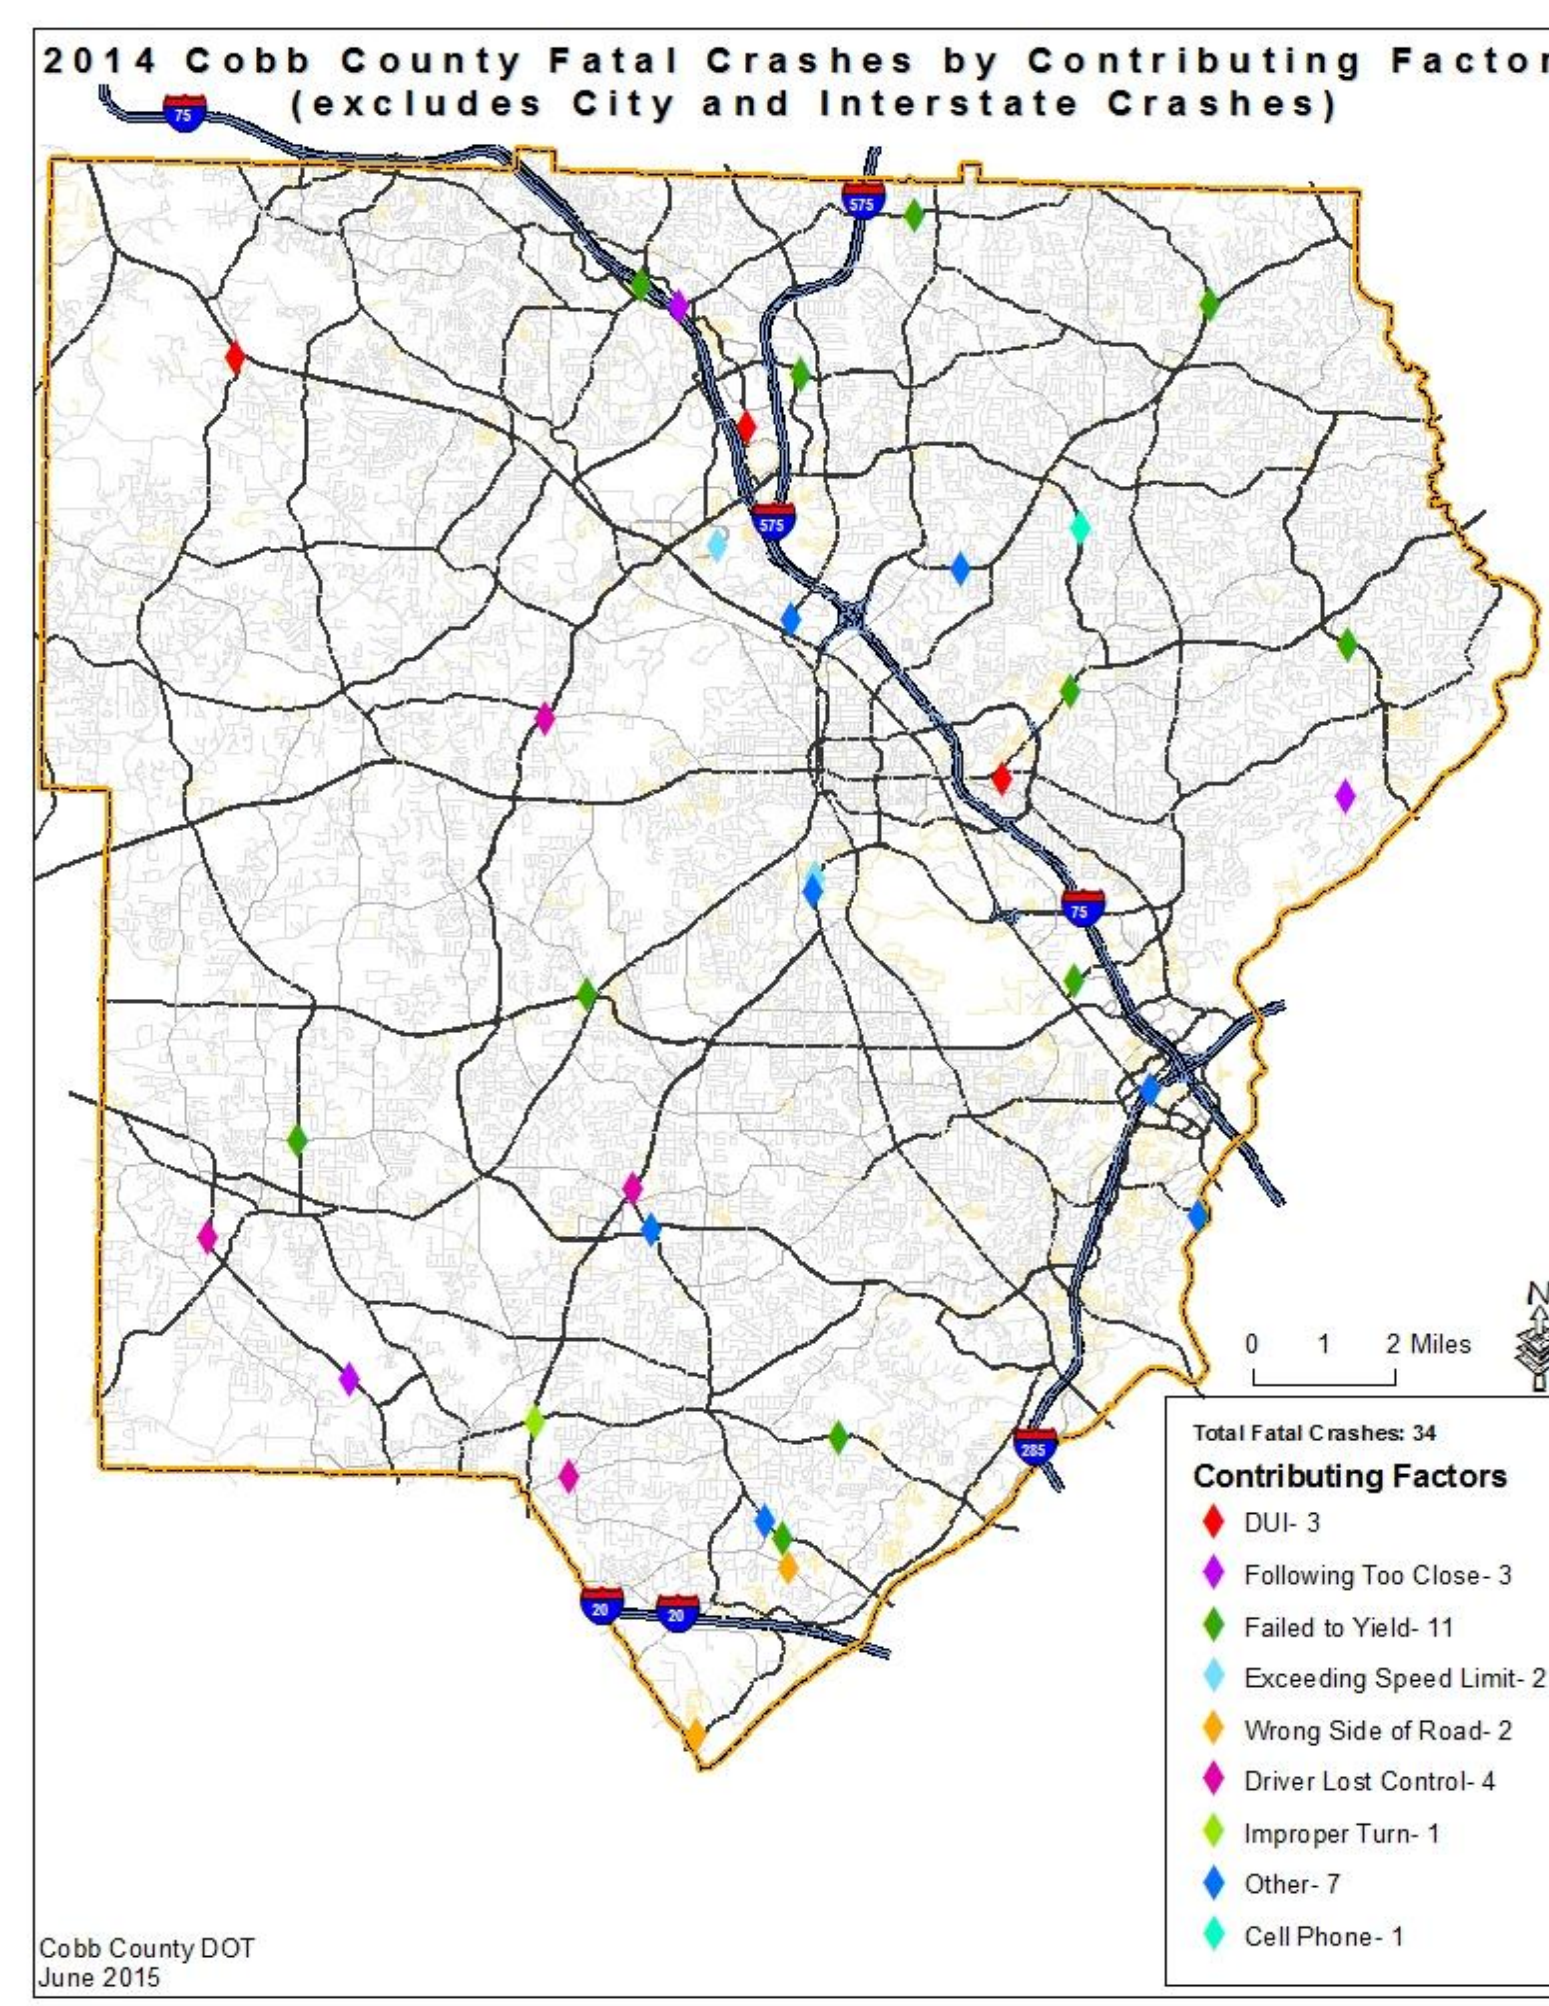 2014 Cobb County Fatal Crashes by Contributing Factor
(excludes City and Interstate Crashes)
75
575
575
75
0 1 2 Miles
N
285
20
20
Total Fatal Crashes: 34
Contributing Factors
DUI- 3
Following Too Close- 3
Failed to Yield- 11
Exceeding Speed Limit- 2
Wrong Side of Road- 2
Driver Lost Control- 4
Improper Turn- 1
Other- 7
Cell Phone- 1
Cobb County DOT
June 2015